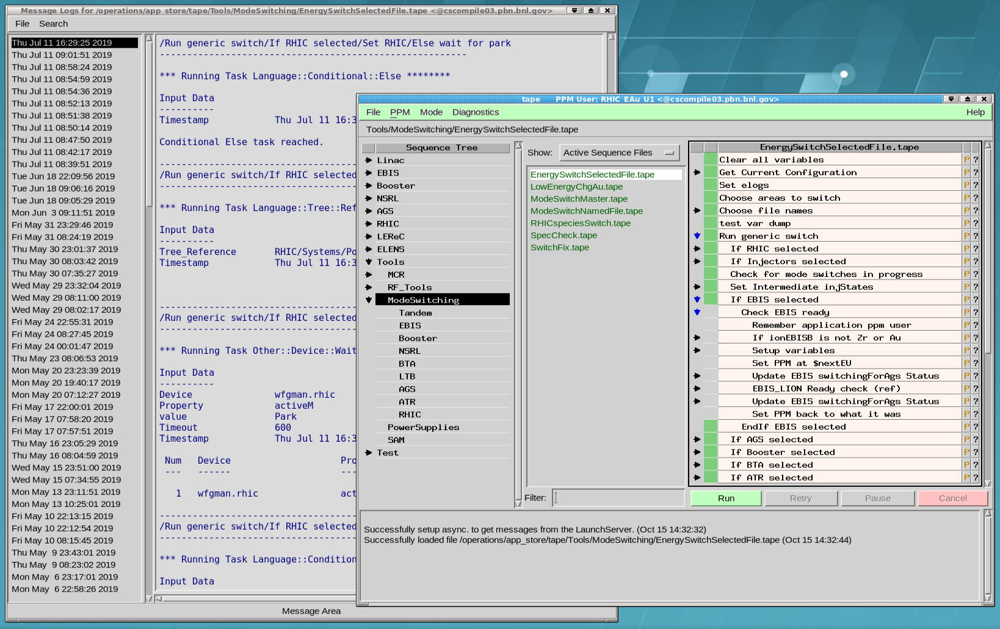 Message Logs for /operations/app_store/tape/Tools/ModeSwitching/EnergySwitchSelectedFile.tape <@cscompile03.pbn.bnl.gov>
File Search
Thu Jul 11 16:29:25 2019
Thu Jul 11 09:01:51 2019
Thu Jul 11 08:58:24 2019
Thu Jul 11 08:54:59 2019
Thu Jul 11 08:54:36 2019
Thu Jul 11 08:52:13 2019
Thu Jul 11 08:51:38 2019
Thu Jul 11 08:50:14 2019
Thu Jul 11 08:47:50 2019
Thu Jul 11 08:42:17 2019
Thu Jul 11 08:39:51 2019
Tue Jun 18 22:09:56 2019
Tue Jun 18 09:06:16 2019
Tue Jun 18 09:05:29 2019
Mon Jun 3 09:11:51 2019
Fri May 31 23:29:46 2019
Fri May 31 08:24:19 2019
Thu May 30 23:01:37 2019
Thu May 30 08:03:42 2019
Thu May 30 07:35:27 2019
Wed May 29 23:32:04 2019
Wed May 29 08:11:00 2019
Wed May 29 08:02:17 2019
Fri May 24 22:55:31 2019
Fri May 24 08:27:45 2019
Fri May 24 00:01:47 2019
Thu May 23 08:06:53 2019
Mon May 20 23:23:39 2019
Mon May 20 19:40:17 2019
Mon May 20 07:12:27 2019
Fri May 17 22:00:01 2019
Fri May 17 07:58:20 2019
Fri May 17 07:57:51 2019
Thu May 16 23:05:29 2019
Thu May 16 08:04:59 2019
Wed May 15 23:51:00 2019
Wed May 15 07:34:55 2019
Mon May 13 23:11:51 2019
Mon May 13 10:25:01 2019
Fri May 10 22:13:15 2019
Fri May 10 22:12:54 2019
Fri May 10 08:15:45 2019
Thu May 9 23:43:01 2019
Thu May 9 08:23:02 2019
Mon May 6 23:17:01 2019
Mon May 6 22:58:26 2019
/Run generic switch/If RHIC selected/Set RHIC/Else wait for park
--------------------------------------------------------
*** Running Task Language::Conditional::Else ********
Input Data
----------
Timestamp Thu Jul 11 16:3
Conditional Else task reached.
------------------------------------
/Run generic switch/If RHIC selected
------------------------------------
*** Running Task Language::Tree::Ref
Input Data
----------
Tree_Reference RHIC/Systems/Po
Timestamp Thu Jul 11 16:3
------------------------------------
/Run generic switch/If RHIC selected
------------------------------------
*** Running Task Other::Device::Wait
Input Data
----------
Device wfgman.rhic
Property activeM
value Park
Timeout 600
Timestamp Thu Jul 11 16:3
Num Device Pro
--- ------ ---
1 wfgman.rhic act
------------------------------------
/Run generic switch/If RHIC selected
------------------------------------
*** Running Task Language::Condition
Input Data
Message Area
tape PPM User: RHIC_EAu_U1 <@cscompile03.pbn.bnl.gov>
File PPM Mode Diagnostics Help
Tools/ModeSwitching/EnergySwitchSelectedFile.tape
Sequence Tree
Linac
EBIS
Booster
NSRL
AGS
RHIC
LEReC
ELENS
Tools
MCR
RF_Tools
ModeSwitching
Tandem
EBIS
Booster
NSRL
BTA
LTB
AGS
ATR
RHIC
PowerSupplies
SAM
Test
Show: Active Sequence Files
EnergySwitchSelectedFile.tape
LowEnergyChgAu.tape
ModeSwitchMaster.tape
ModeSwitchNamedFile.tape
RHICspeciesSwitch.tape
SpecCheck.tape
SwitchFix.tape
Filter:
EnergySwitchSelectedFile.tape
Clear all variables P ?
Get Current Configuration P ?
Set elogs P ?
Choose areas to switch P ?
Choose file names P ?
test var dump P ?
Run generic switch P ?
If RHIC selected P ?
If Injectors selected P ?
Check for mode switches in progress P ?
Set Intermediate injStates P ?
If EBIS selected P ?
Check EBIS ready P ?
Remember application ppm user P ?
If ionEBISB is not Zr or Au P ?
Setup variables P ?
Set PPM at $nextEU P ?
Update EBIS switchingForAgs Status P ?
EBIS_LION Ready check (ref) P ?
Update EBIS switchingForAgs Status P ?
Set PPM back to what it was P ?
EndIf EBIS selected P ?
If AGS selected P ?
If Booster selected P ?
If BTA selected P ?
If ATR selected P ?
Run Retry Pause Cancel
Successfully setup async. to get messages from the LaunchServer. (Oct 15 14:32:32)
Successfully loaded file /operations/app_store/tape/Tools/ModeSwitching/EnergySwitchSelectedFile.tape (Oct 15 14:32:44)